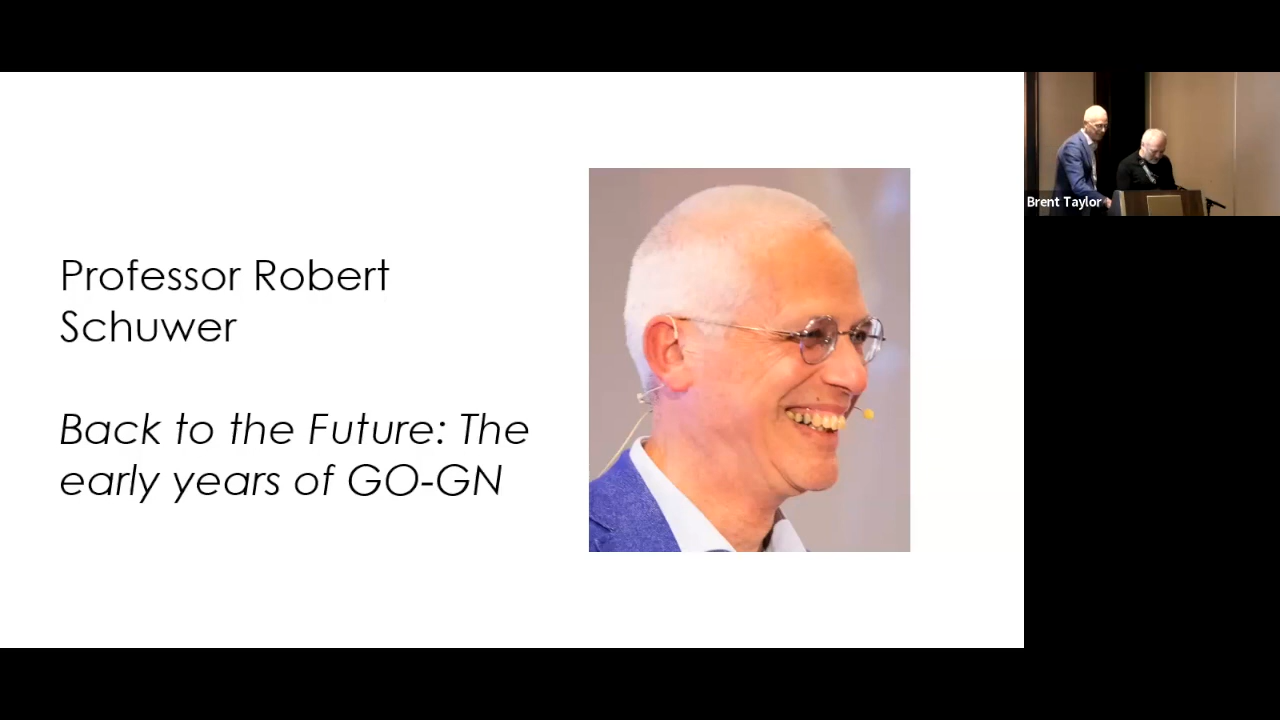 Professor Robert
Schuwer
Back to the Future: The
early years of GO-GN
Brent Taylor